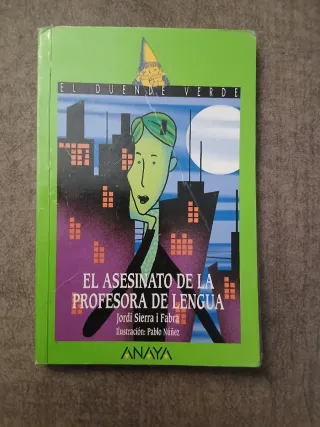 EL DUENDE VERDE
EL ASESINATO DE LA
PROFESORA DE LENGUA
Jordi Sierra i Fabra
Ilustración: Pablo Núñez
ANAYA